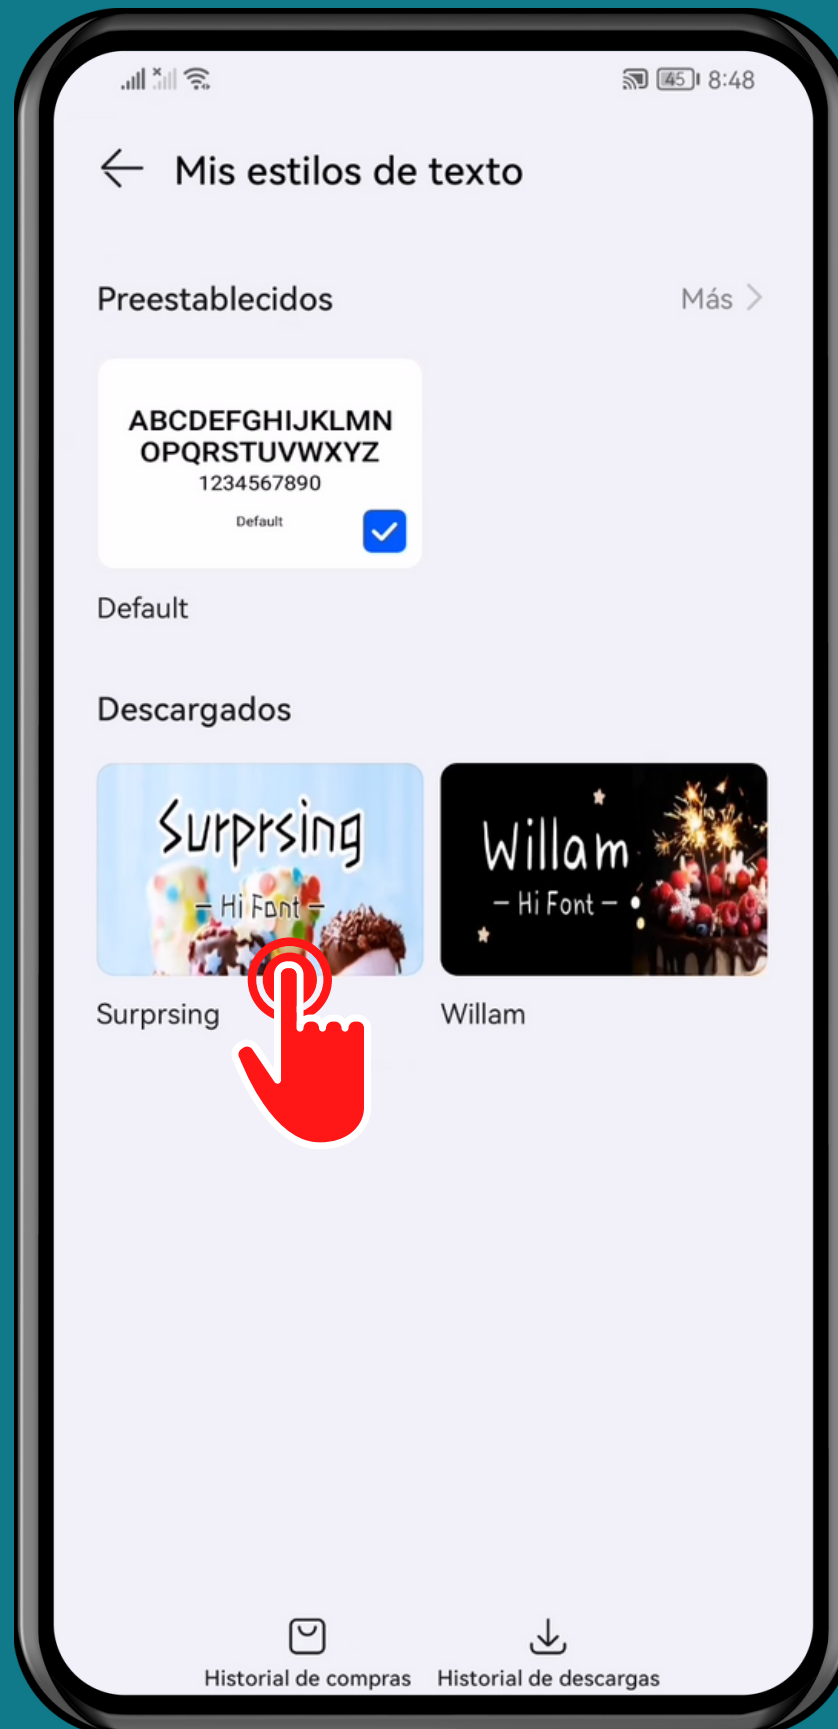 45 8:48
Mis estilos de texto
Preestablecidos Más
ABCDEFGHIJKLMN
OPQRSTUVWXYZ
1234567890
Default
Default
Descargados
Surprsing
– Hi Font –
Willam
– Hi Font –
Surprsing Willam
Historial de compras Historial de descargas